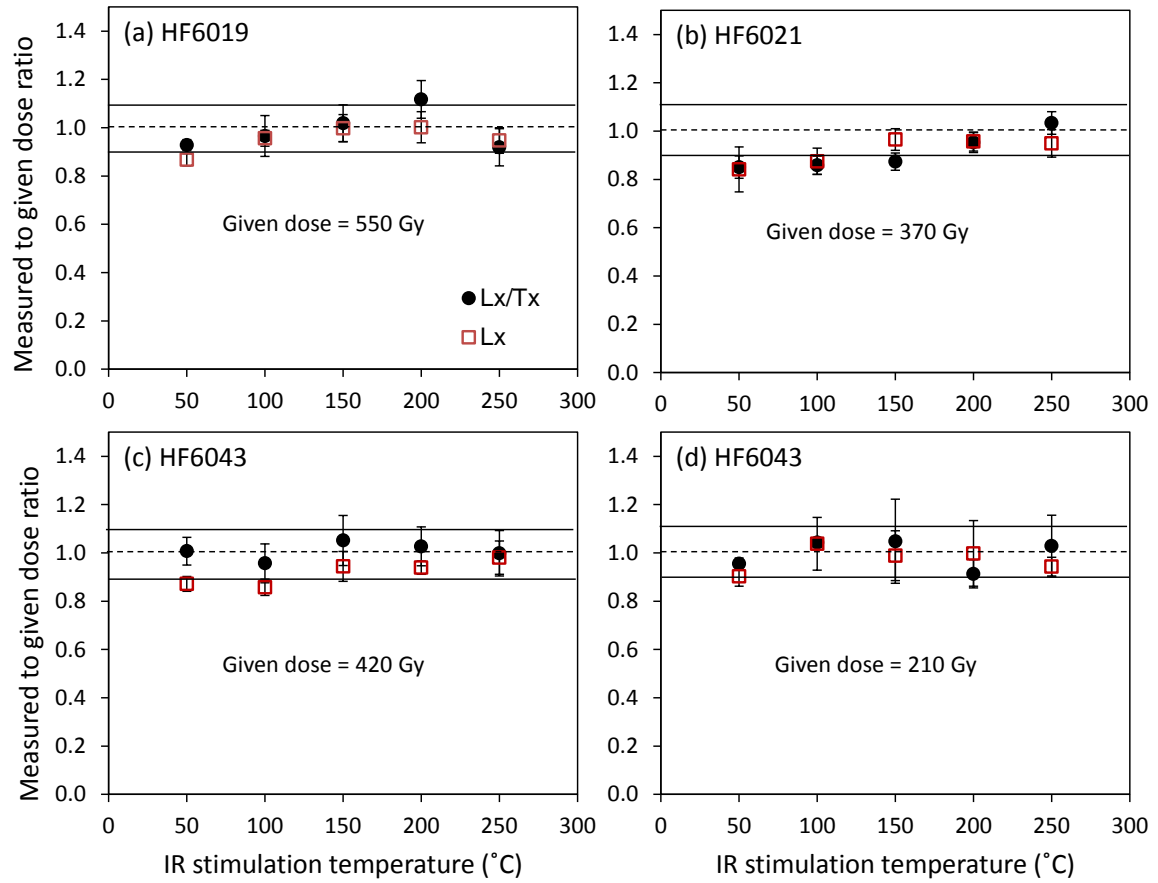 (a) HF6019
Measured to given dose ratio
1.4
1.2
1.0
0.8
0.6
0.4
0.2
0.0
Given dose = 550 Gy
Lx/Tx
Lx
0 50 100 150 200 250 300
(b) HF6021
1.4
1.2
1.0
0.8
0.6
0.4
0.2
0.0
Given dose = 370 Gy
0 50 100 150 200 250 300
(c) HF6043
Measured to given dose ratio
1.4
1.2
1.0
0.8
0.6
0.4
0.2
0.0
Given dose = 420 Gy
0 50 100 150 200 250 300
IR stimulation temperature (˚C)
(d) HF6043
1.4
1.2
1.0
0.8
0.6
0.4
0.2
0.0
Given dose = 210 Gy
0 50 100 150 200 250 300
IR stimulation temperature (˚C)